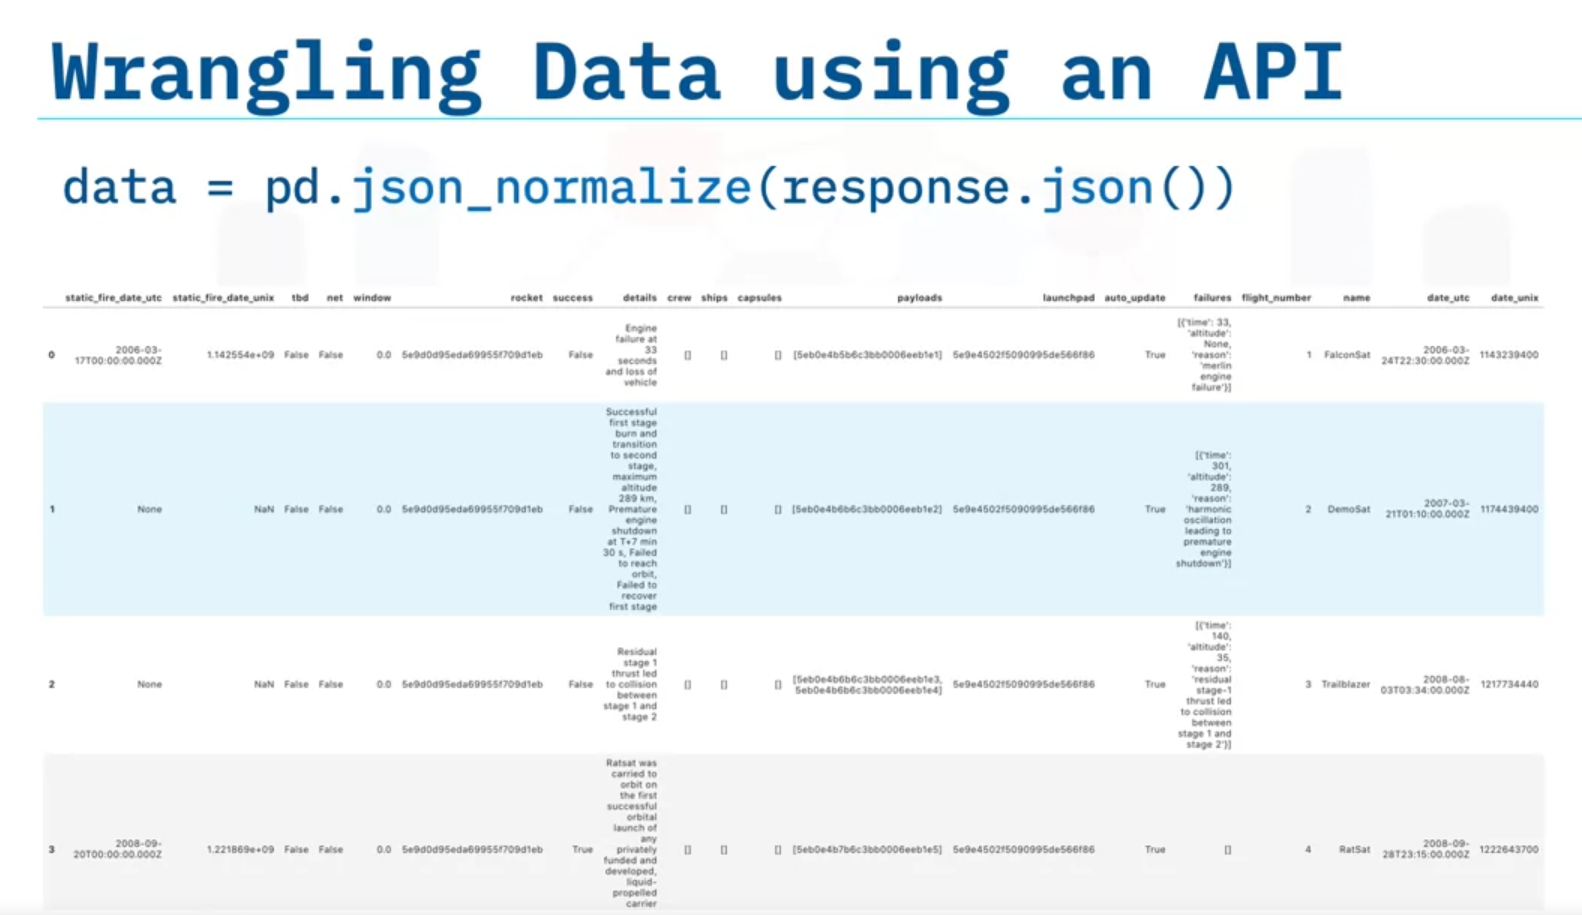 Wrangling Data using an API
data = pd.json_normalize(response.json())
static_fire_date_utc static_fire_date_unix tbd net window rocket success details crew ships capsules payloads launchpad auto_update failures flight_number name date_utc date_unix
0 2006-03-
17T00:00:00.000Z 1.142554e+09 False False 0.0 5e9d0d95eda69955f709d1eb False
Engine
failure at
33
seconds
and loss of
vehicle
[] [] [] [5eb0e4b5b6c3bb0006eeb1e1] 5e9e4502f5090995de566f86 True
[{'time': 33,
'altitude':
None,
'reason':
'merlin
engine
failure'}]
1 FalconSat 2006-03-
24T22:30:00.000Z 1143239400
1 None NaN False False 0.0 5e9d0d95eda69955f709d1eb False
Successful
first stage
burn and
transition
to second
stage,
maximum
altitude
289 km,
Premature
engine
shutdown
at T+7 min
30 s, Failed
to reach
orbit,
Failed to
recover
first stage
[] [] [] [5eb0e4b6b6c3bb0006eeb1e2] 5e9e4502f5090995de566f86 True
[{'time':
301,
'altitude':
289,
'reason':
'harmonic
oscillation
leading to
premature
engine
shutdown'}]
2 DemoSat 2007-03-
21T01:10:00.000Z 1174439400
2 None NaN False False 0.0 5e9d0d95eda69955f709d1eb False
Residual
stage 1
thrust led
to collision
between
stage 1 and
stage 2
[] [] [] [5eb0e4b6b6c3bb0006eeb1e3,
5eb0e4b6b6c3bb0006eeb1e4] 5e9e4502f5090995de566f86 True
[{'time':
140,
'altitude':
35,
'reason':
'residual
stage-1
thrust led
to collision
between
stage 1 and
stage 2'}]
3 Trailblazer 2008-08-
03T03:34:00.000Z 1217734440
3 2008-09-
20T00:00:00.000Z 1.221869e+09 False False 0.0 5e9d0d95eda69955f709d1eb True
Ratsat was
carried to
orbit on
the first
successful
orbital
launch of
any
privately
funded and
developed,
liquid-
propelled
carrier
[] [] [] [5eb0e4b7b6c3bb0006eeb1e5] 5e9e4502f5090995de566f86 True [] 4 RatSat 2008-09-
28T23:15:00.000Z 1222643700